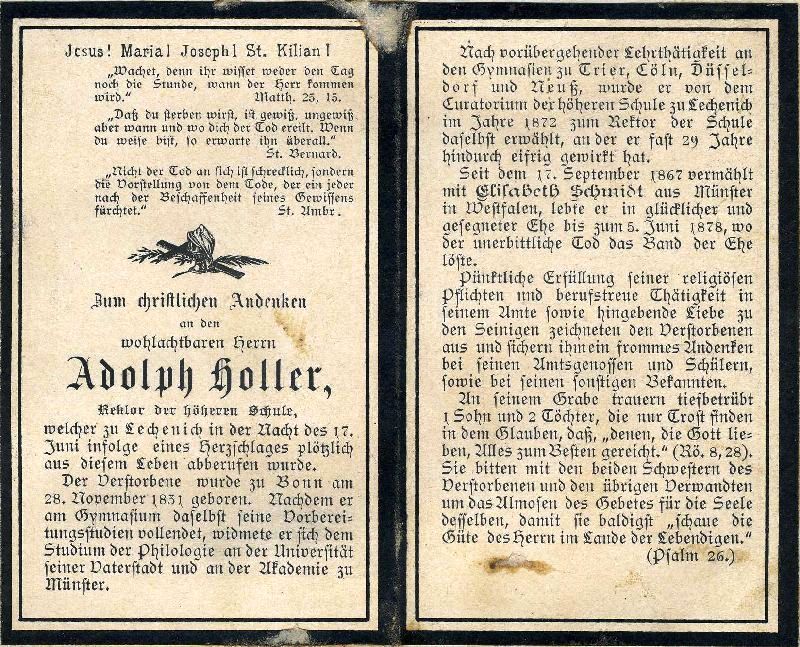 Jesus! Maria! Joseph! St. Kilian!
„Wachet, denn ihr wisset weder den Tag
noch die Stunde, wann der Herr kommen
wird.“ Matth. 25, 15.
„Daß du sterben wirst, ist gewiß, ungewiß
aber wann und wo dich der Tod ereilt. Wenn
du weise bist, so erwarte ihn überall.“
St. Bernard.
„Nicht der Tod an sich ist schrecklich, sondern
die Vorstellung von dem Tode, der ein jeder
nach der Beschaffenheit seines Gewissens
fürchtet.“ St. Ambr.
Zum christlichen Andenken
an den
wohlachtbaren Herrn
Adolph Holler,
Rektor der höheren Schule,
welcher zu Lechenich in der Nacht des 17.
Juni infolge eines Herzschlages plötzlich
aus diesem Leben abberufen wurde.
Der Verstorbene wurde zu Bonn am
28. November 1831 geboren. Nachdem er
am Gymnasium daselbst seine Vorberei-
tungsstudien vollendet, widmete er sich dem
Studium der Philologie an der Universität
seiner Vaterstadt und an der Akademie zu
Münster.
Nach vorübergehender Lehrthätigkeit an
den Gymnasien zu Trier, Cöln, Düssel-
dorf und Neuß, wurde er von dem
Curatorium der höheren Schule zu Lechenich
im Jahre 1872 zum Rektor der Schule
daselbst erwählt, an der er fast 29 Jahre
hindurch eifrig gewirkt hat.
Seit dem 17. September 1867 vermählt
mit Elisabeth Schmidt aus Münster
in Westfalen, lebte er in glücklicher und
gesegneter Ehe bis zum 5. Juni 1878, wo
der unerbittliche Tod das Band der Ehe
löste.
Pünktliche Erfüllung seiner religiösen
Pflichten und berufstreue Thätigkeit in
seinem Amte sowie hingebende Liebe zu
den Seinigen zeichneten den Verstorbenen
aus und sichern ihm ein frommes Andenken
bei seinen Amtsgenossen und Schülern,
sowie bei seinen sonstigen Bekannten.
An seinem Grabe trauern tiefbetrübt
1 Sohn und 2 Töchter, die nur Trost finden
in dem Glauben, daß „denen, die Gott lie-
ben, Alles zum Besten gereicht.“ (Rö. 8, 28).
Sie bitten mit den beiden Schwestern des
Verstorbenen und den übrigen Verwandten
um das Almosen des Gebetes für die Seele
desselben, damit sie baldigst „schaue die
Güte des Herrn im Lande der Lebendigen.“
(Psalm 26.)